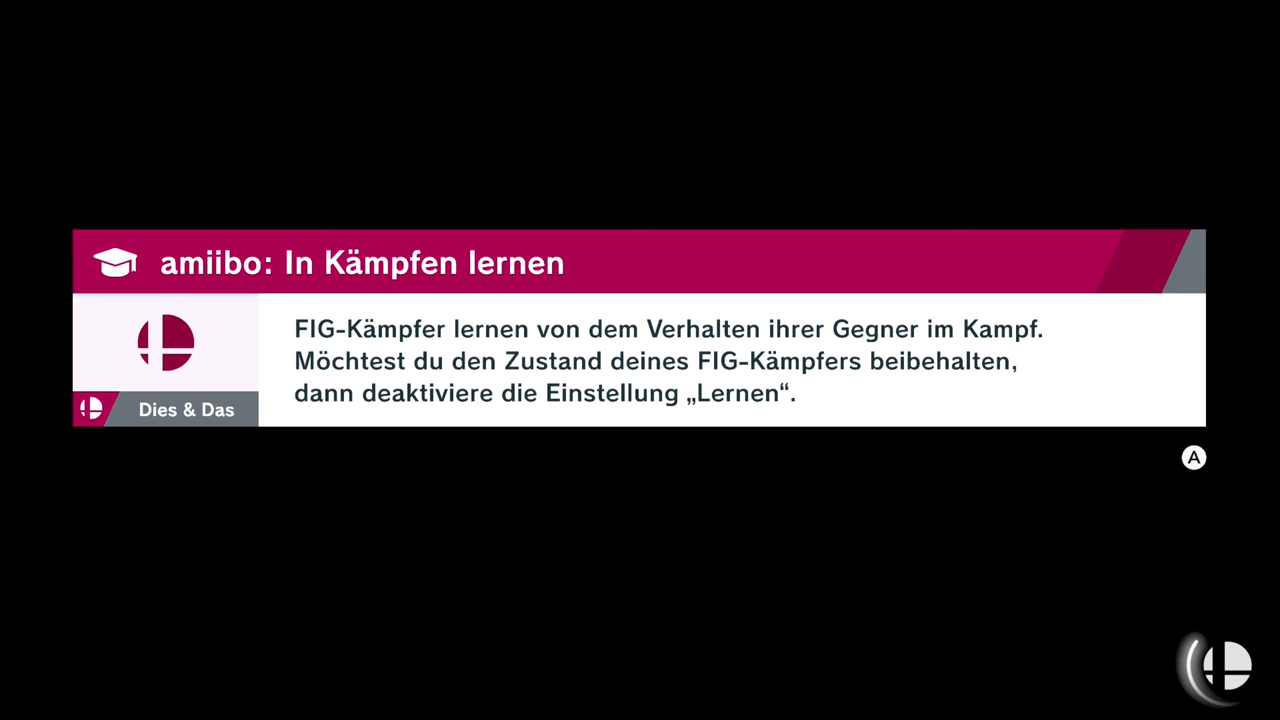 amiibo: In Kämpfen lernen
FIG-Kämpfer lernen von dem Verhalten ihrer Gegner im Kampf.
Möchtest du den Zustand deines FIG-Kämpfers beibehalten,
dann deaktiviere die Einstellung „Lernen“.
Dies & Das
A